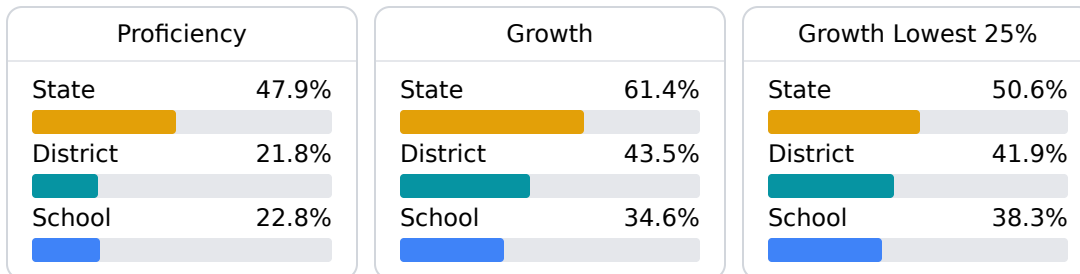 Proficiency
State 47.9%
District 21.8%
School 22.8%
Growth
State 61.4%
District 43.5%
School 34.6%
Growth Lowest 25%
State 50.6%
District 41.9%
School 38.3%